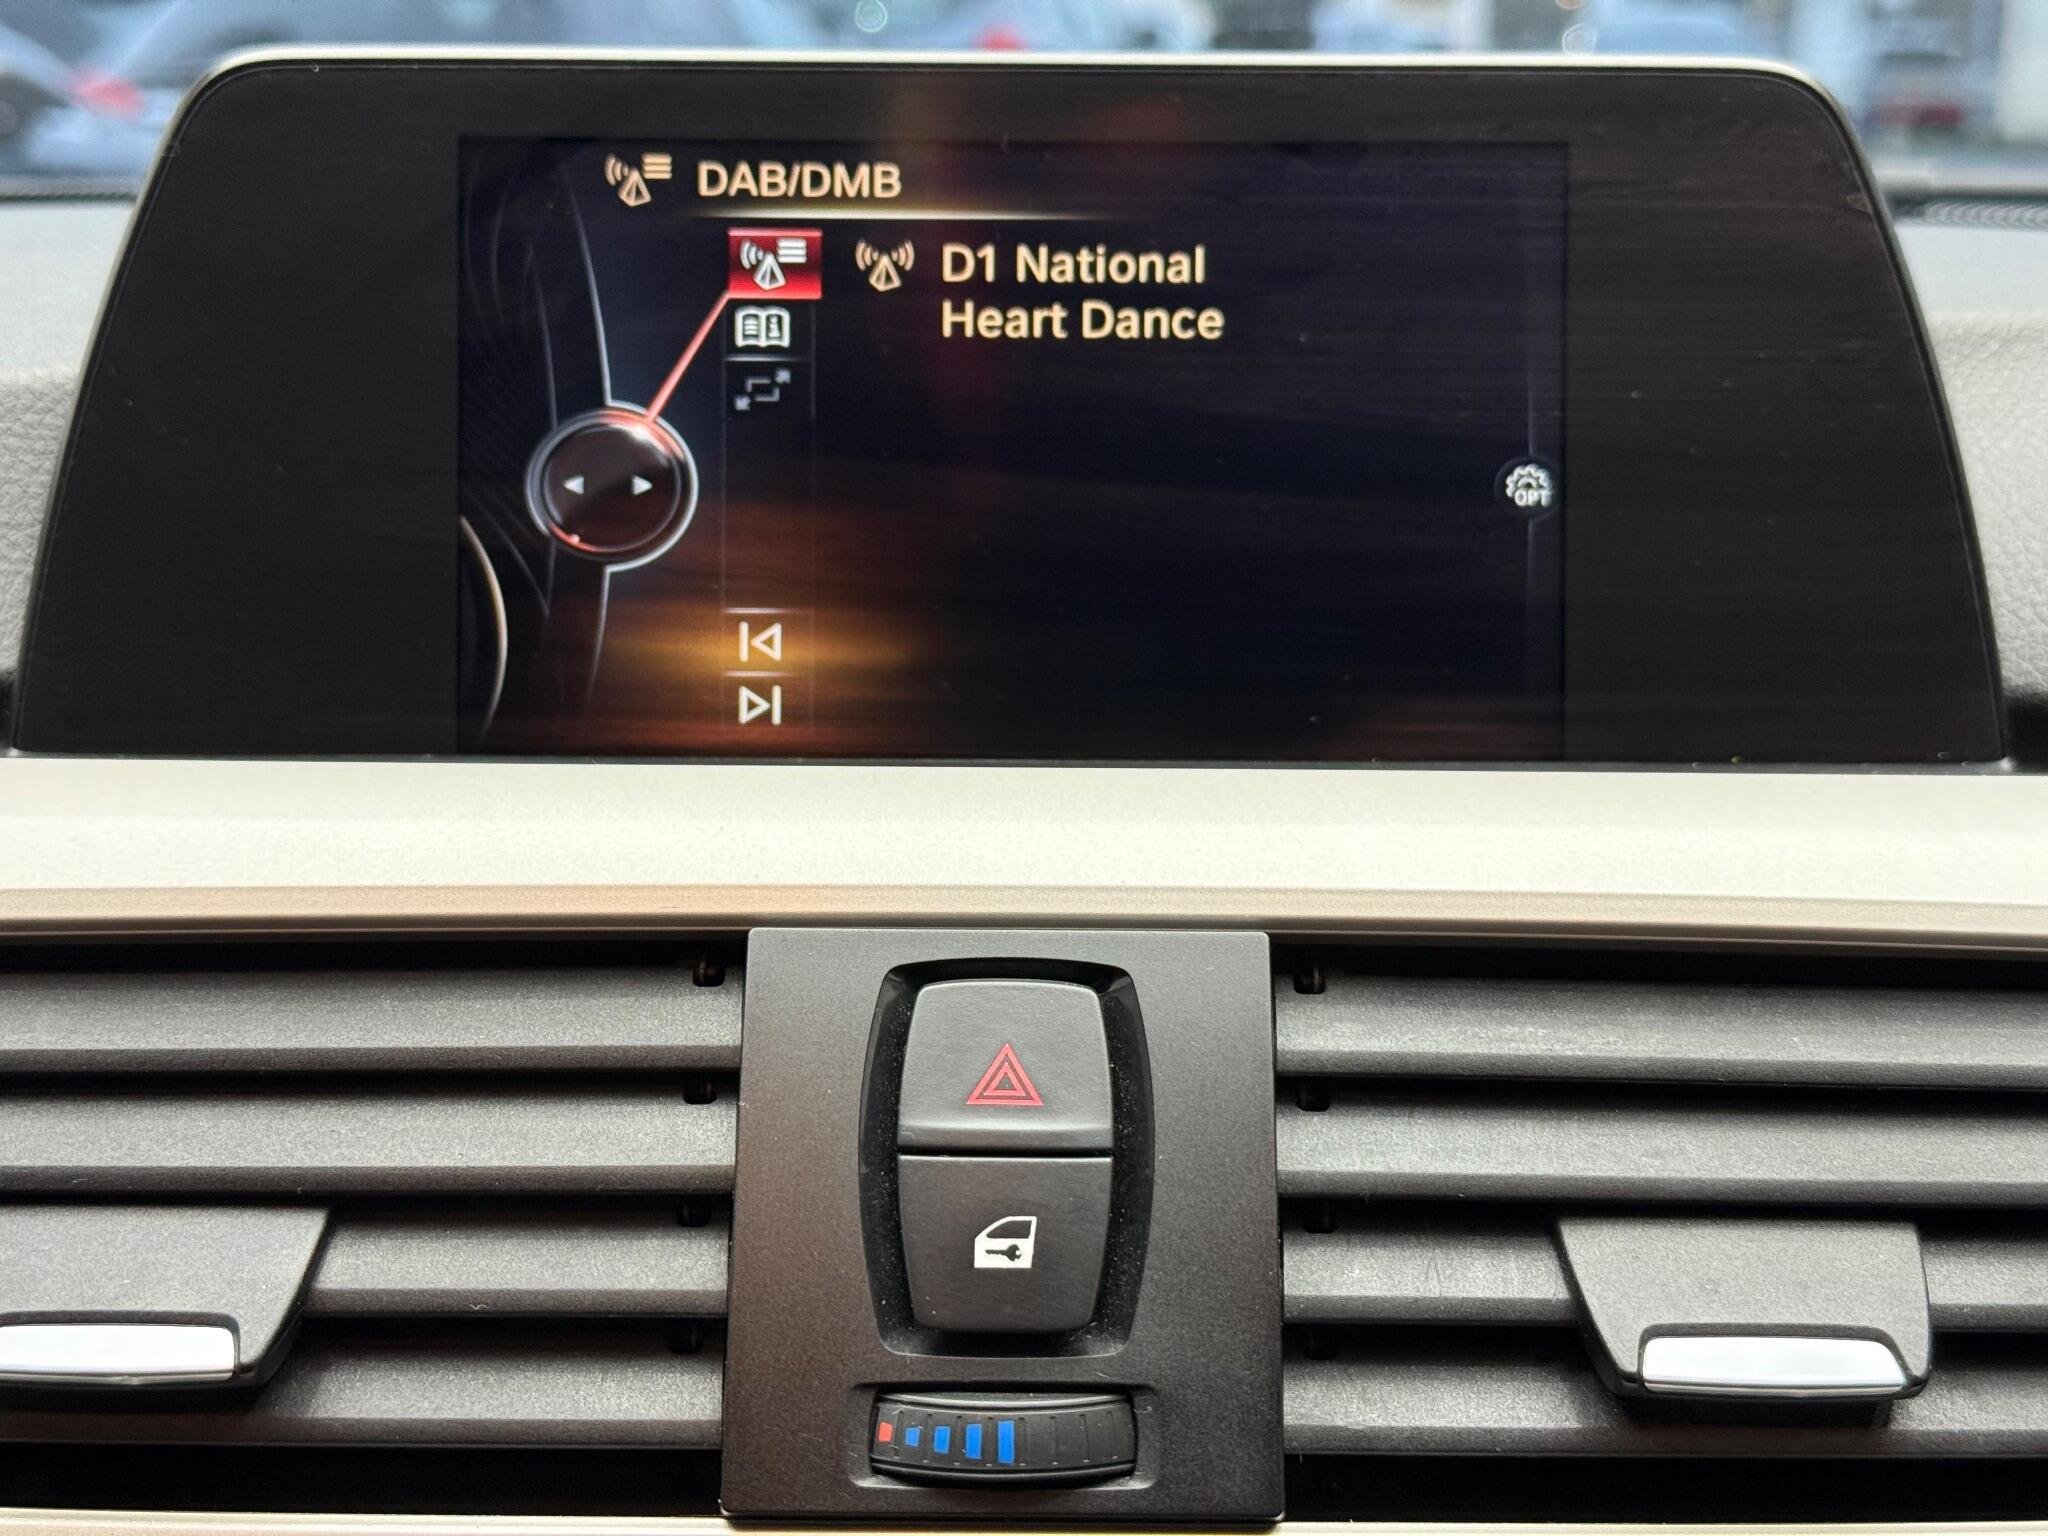 DAB/DMB
D1 National
Heart Dance
OPT